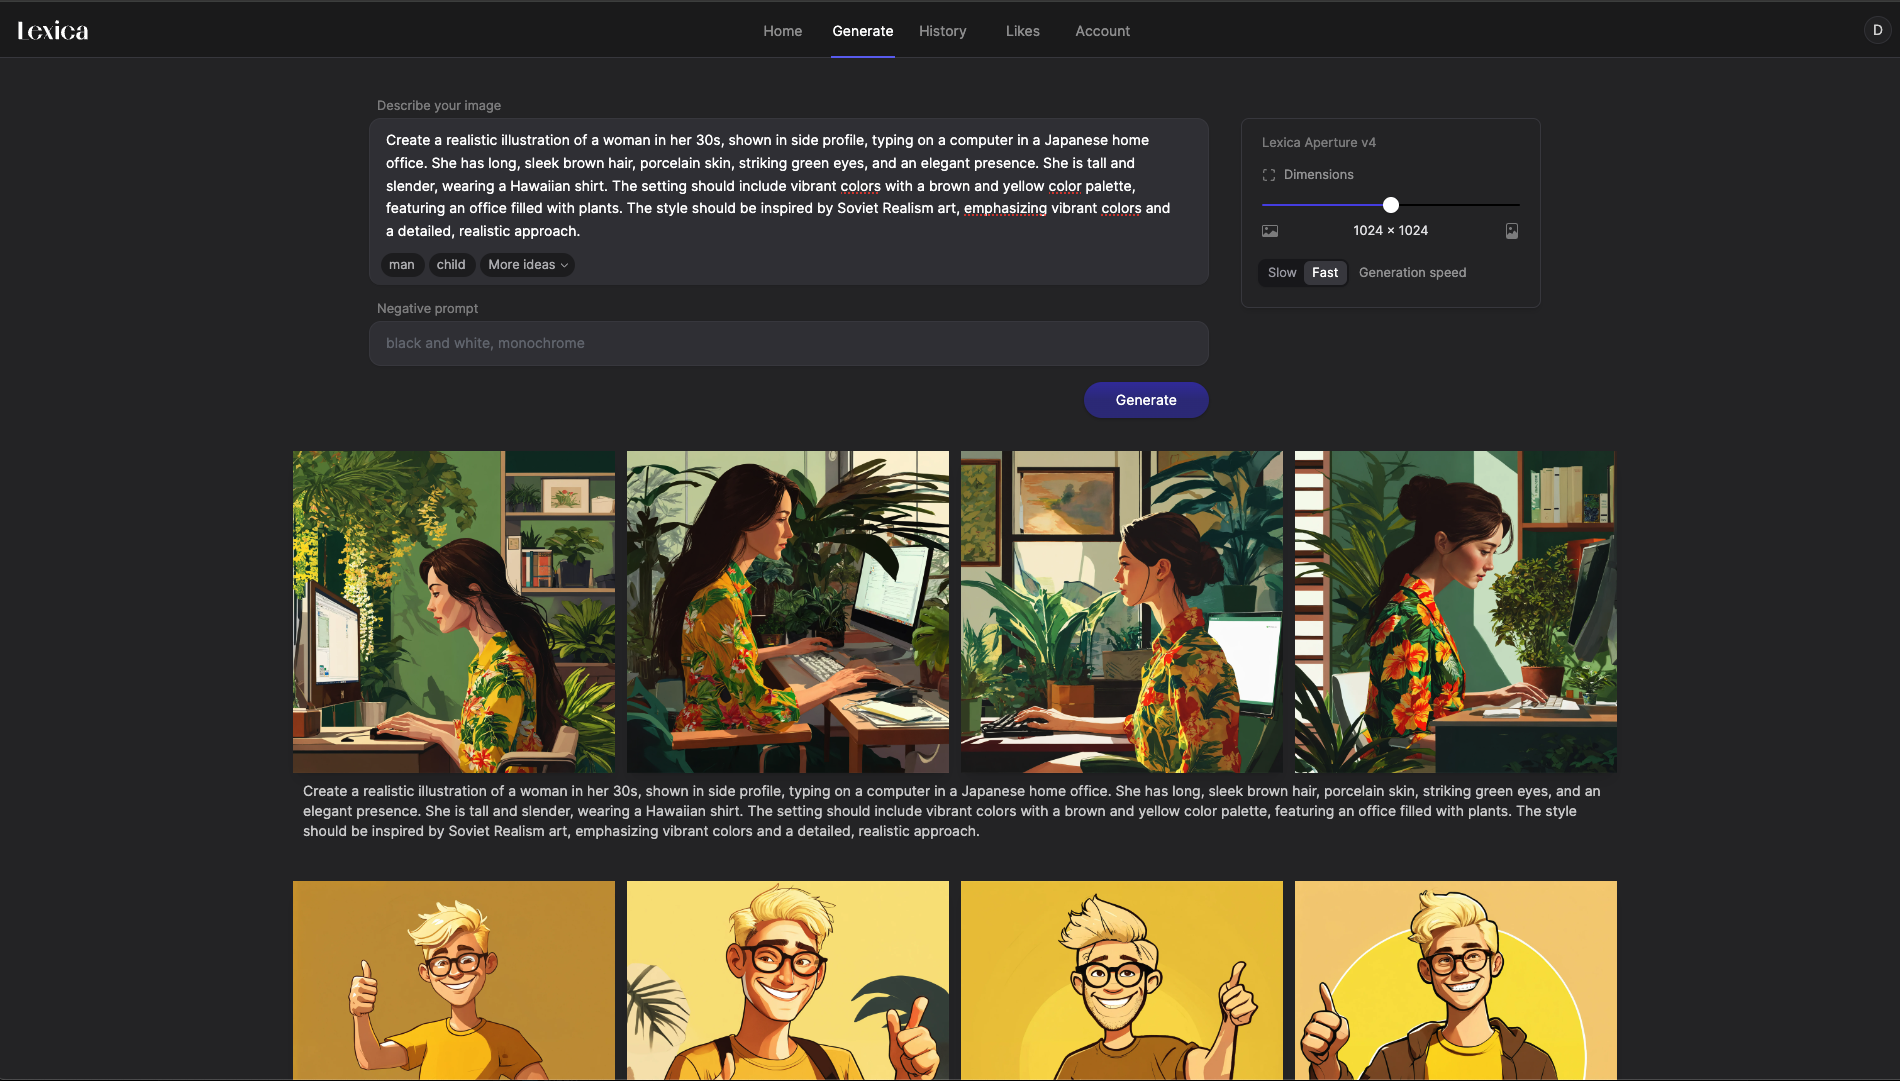 Lexica
Home Generate History Likes Account D
Describe your image
Create a realistic illustration of a woman in her 30s, shown in side profile, typing on a computer in a Japanese home
office. She has long, sleek brown hair, porcelain skin, striking green eyes, and an elegant presence. She is tall and
slender, wearing a Hawaiian shirt. The setting should include vibrant colors with a brown and yellow color palette,
featuring an office filled with plants. The style should be inspired by Soviet Realism art, emphasizing vibrant colors and
a detailed, realistic approach.
man child More ideas
Lexica Aperture v4
Dimensions
1024 × 1024
Slow Fast Generation speed
Negative prompt
black and white, monochrome
Generate
Create a realistic illustration of a woman in her 30s, shown in side profile, typing on a computer in a Japanese home office. She has long, sleek brown hair, porcelain skin, striking green eyes, and an
elegant presence. She is tall and slender, wearing a Hawaiian shirt. The setting should include vibrant colors with a brown and yellow color palette, featuring an office filled with plants. The style
should be inspired by Soviet Realism art, emphasizing vibrant colors and a detailed, realistic approach.